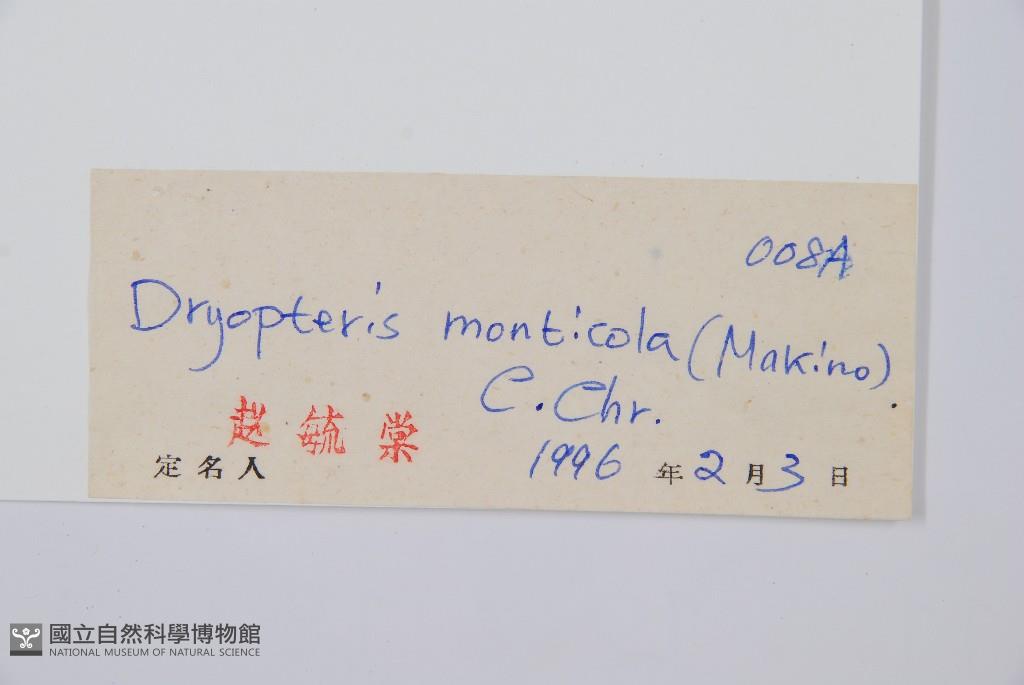 008A
Dryopteris monticola (Makino)
C. Chr.
赵 毓 棠
定名人 1996 年 2 月 3 日
國立自然科學博物館
NATIONAL MUSEUM OF NATURAL SCIENCE